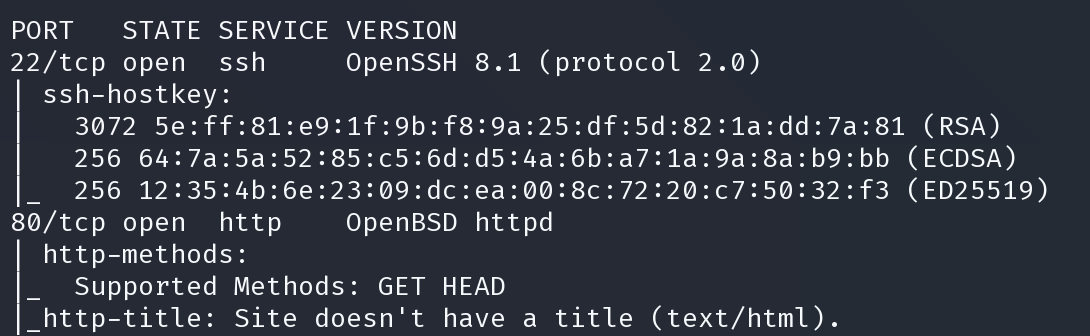 PORT   STATE SERVICE VERSION
22/tcp open  ssh     OpenSSH 8.1 (protocol 2.0)
| ssh-hostkey:
|   3072 5e:ff:81:e9:1f:9b:f8:9a:25:df:5d:82:1a:dd:7a:81 (RSA)
|   256 64:7a:5a:52:85:c5:6d:d5:4a:6b:a7:1a:9a:8a:b9:bb (ECDSA)
|_  256 12:35:4b:6e:23:09:dc:ea:00:8c:72:20:c7:50:32:f3 (ED25519)
80/tcp open  http    OpenBSD httpd
| http-methods:
|_  Supported Methods: GET HEAD
|_http-title: Site doesn't have a title (text/html).